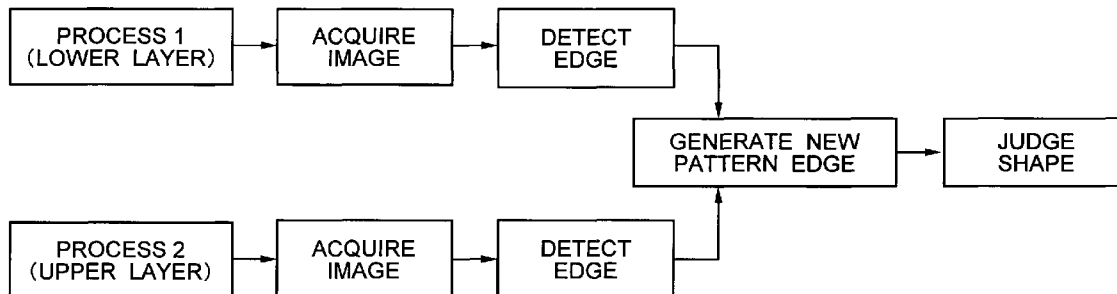 PROCESS 1
(LOWER LAYER)
ACQUIRE
IMAGE
DETECT
EDGE
GENERATE NEW
PATTERN EDGE
JUDGE
SHAPE
PROCESS 2
(UPPER LAYER)
ACQUIRE
IMAGE
DETECT
EDGE